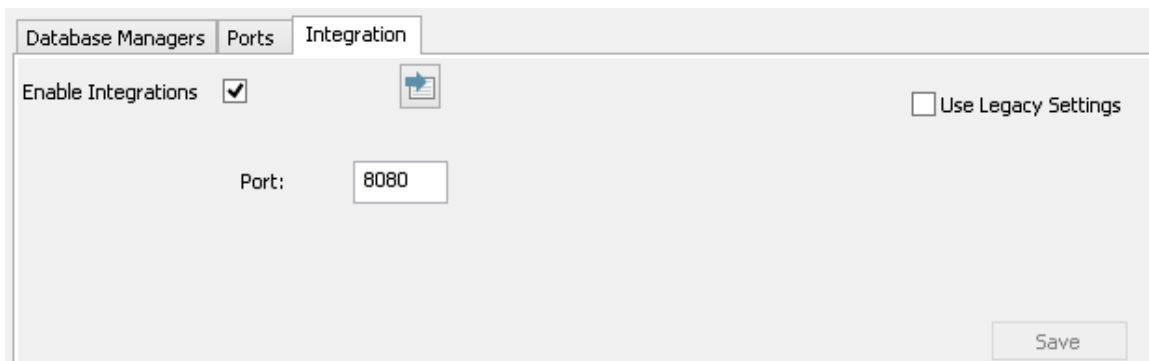 Database Managers Ports Integration
Enable Integrations
Use Legacy Settings
Port: 8080
Save